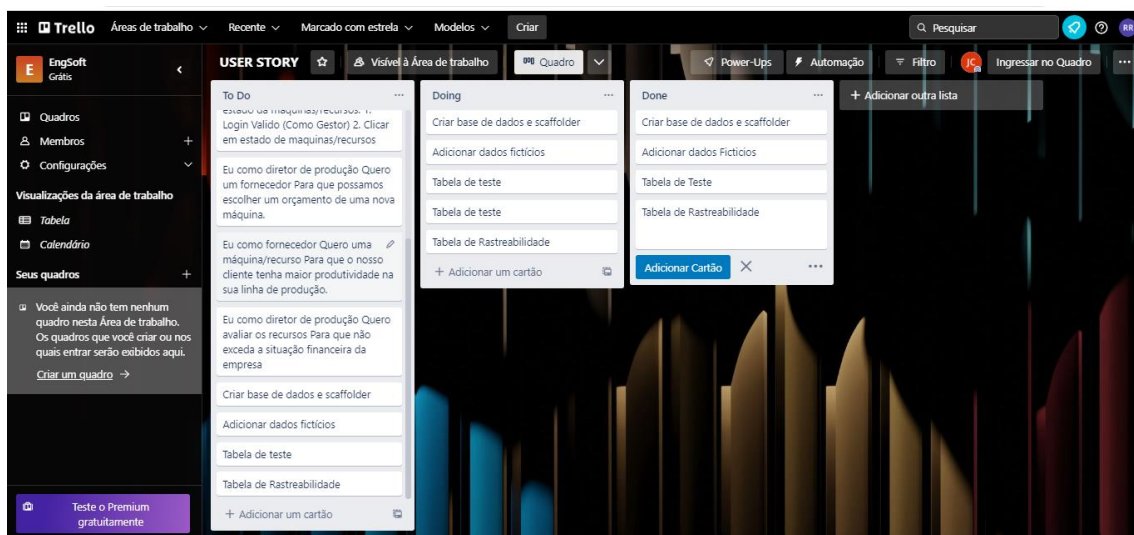 Trello Áreas de trabalho Recente Marcado com estrela Modelos Criar Pesquisar RR
E EngSoft
Grátis
USER STORY Visível à Área de trabalho Quadro Power-Ups Automação Filtro JC Ingressar no Quadro
Quadros
Membros
Configurações
Visualizações da área de trabalho
Tabela
Calendário
Seus quadros
Você ainda não tem nenhum
quadro nesta Área de trabalho.
Os quadros que você criar ou nos
quais entrar serão exibidos aqui.
Criar um quadro
Teste o Premium
gratuitamente
To Do
estado da maquinas/recursos. 1.
Login Valido (Como Gestor) 2. Clicar
em estado de maquinas/recursos
Eu como diretor de produção Quero
um fornecedor Para que possamos
escolher um orçamento de uma nova
máquina.
Eu como fornecedor Quero uma
máquina/recurso Para que o nosso
cliente tenha maior produtividade na
sua linha de produção.
Eu como diretor de produção Quero
avaliar os recursos Para que não
exceda a situação financeira da
empresa
Criar base de dados e scaffolder
Adicionar dados fictícios
Tabela de teste
Tabela de Rastreabilidade
+ Adicionar um cartão
Doing
Criar base de dados e scaffolder
Adicionar dados fictícios
Tabela de teste
Tabela de teste
Tabela de Rastreabilidade
+ Adicionar um cartão
Done
Criar base de dados e scaffolder
Adicionar dados Ficticios
Tabela de Teste
Tabela de Rastreabilidade
Adicionar Cartão
+ Adicionar outra lista